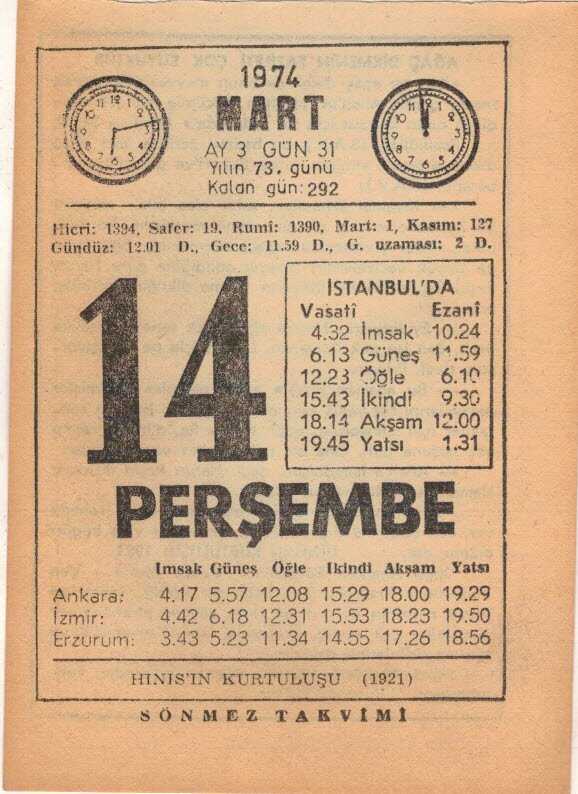 1974
MART
AY 3 GÜN 31
Yılın 73. günü
Kalan gün: 292
Hicri: 1394, Safer: 19, Rumî: 1390, Mart: 1, Kasım: 127
Gündüz: 12.01 D., Gece: 11.59 D., G. uzaması: 2 D.
14
İSTANBUL'DA
Vasatî Ezanî
4.32 İmsak 10.24
6.13 Güneş 11.59
12.23 Öğle 6.10
15.43 İkindi 9.30
18.14 Akşam 12.00
19.45 Yatsı 1.31
PERŞEMBE
Imsak Güneş Öğle Ikindi Akşam Yatsı
Ankara: 4.17 5.57 12.08 15.29 18.00 19.29
İzmir: 4.42 6.18 12.31 15.53 18.23 19.50
Erzurum: 3.43 5.23 11.34 14.55 17.26 18.56
HINIS'IN KURTULUŞU (1921)
SÖNMEZ TAKVİMİ